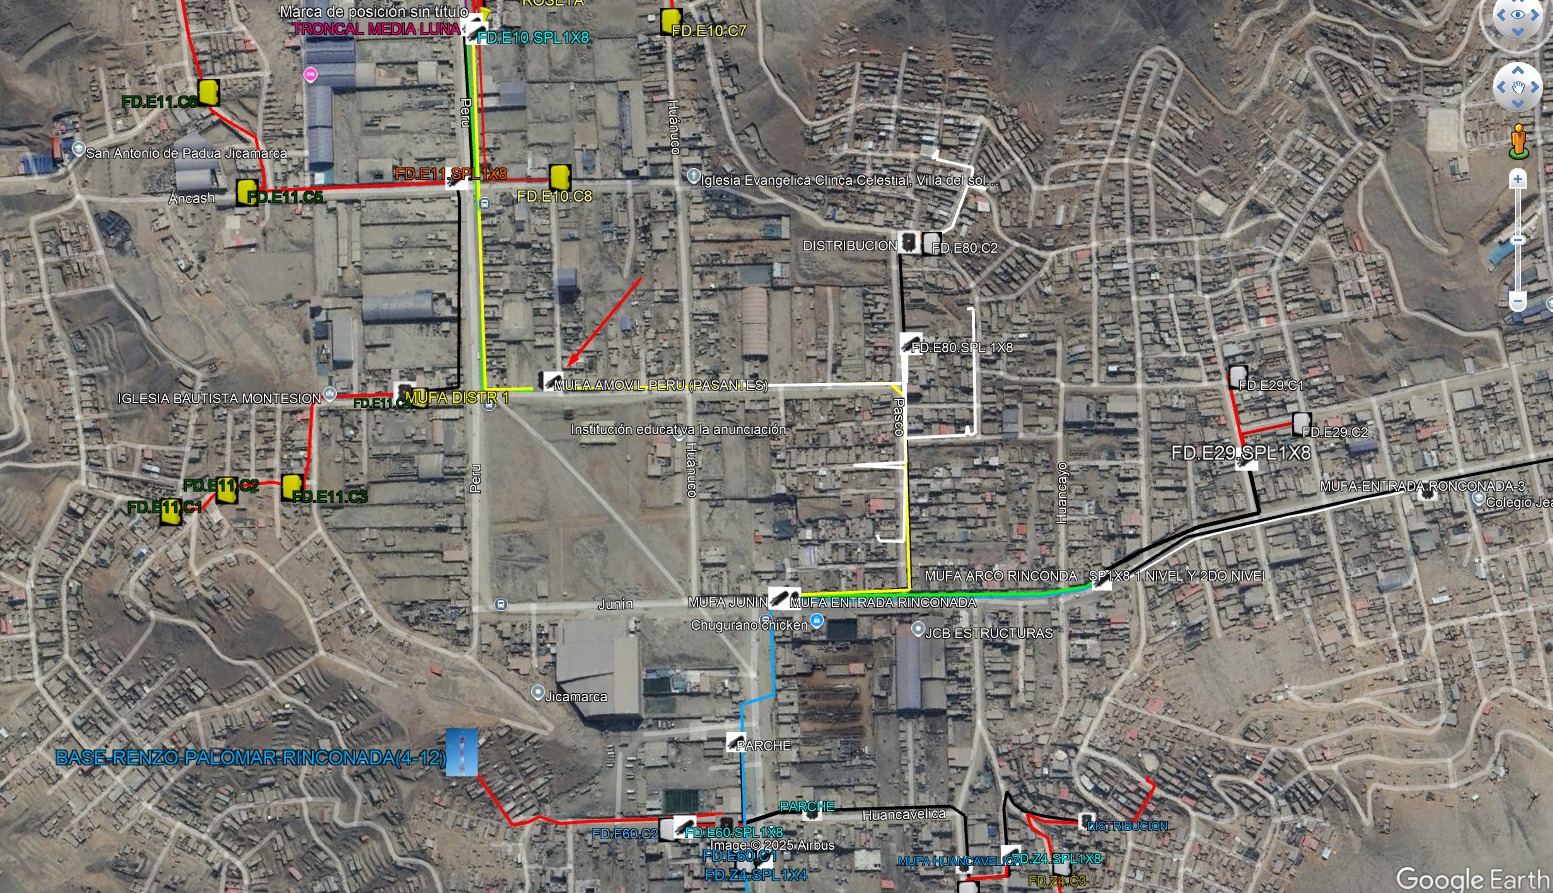 ROSETA
Marca de posición sin título
TRONCAL MEDIA LUNA
FD.E10.SPL1X8
FD.E10.C7
FD.E11.C6
Peru
Huánuco
San Antonio de Padua Jicamarca
FD.E11.SPL1X8
Iglesia Evangelica Clinca Celestial, Villa del sol...
Áncash
FD.E11.C5
FD.E10.C8
DISTRIBUCION
FD.E80.C2
FD.E80.SPL 1X8
MUFA AMOVIL PERU (PASANTES)
FD.E29.C1
IGLESIA BAUTISTA MONTESION
FD.E11.C
MUFA DISTR 1
Pasco
Institución educativa la anunciación
FD.E29.C2
FD.E29.SPL1X8
Peru
Huánuco
Huancayo
FD.E11.C2
FD.E11.C3
FD.E11.C1
MUFA-ENTRADA RONCONADA-3
Colegio Jea
MUFA ARCO RINCONDA
SP1X8 1 NIVEL Y 2DO NIVEL
Junín
MUFA JUNIN
MUFA ENTRADA RINCONADA
Chugurano chicken
JCB ESTRUCTURAS
Jicamarca
PARCHE
BASE-RENZO-PALOMAR-RINCONADA(4-12)
PARCHE
Huancavelica
FD.E60.C2
FD.E60.SPL1X8
DISTRIBUCION
Image © 2025 Airbus
FD.E60.C1
MUFA HUANCAVELICA
FD.Z4.SPL1X8
FD.Z4.SPL1X4
FD.Z4.C3
Google Earth